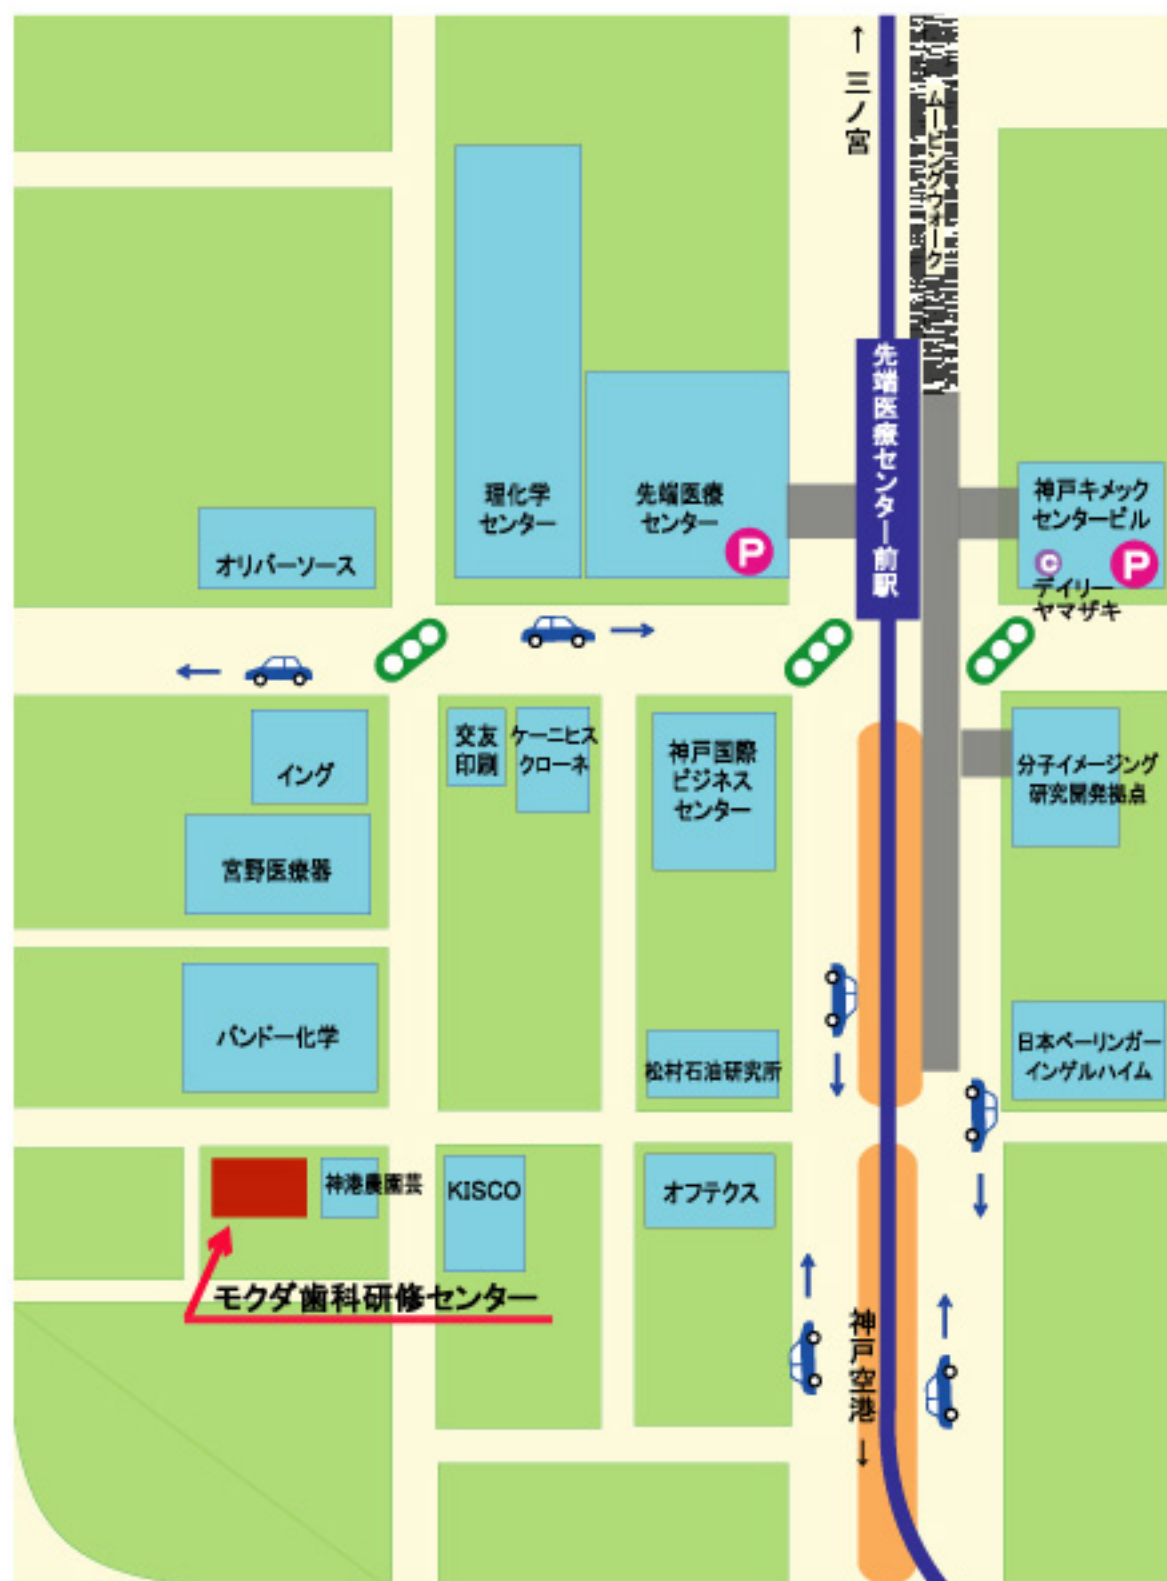 ↑三ノ宮
ムービングウォーク
先端医療センター前駅
理化学
センター
先端医療
センター
P
神戸キメック
センタービル
C
P
デイリー
ヤマザキ
オリバーソース
イング
交友
印刷
ケーニヒス
クローネ
神戸国際
ビジネス
センター
分子イメージング
研究開発拠点
宮野医療器
バンドー化学
松村石油研究所
日本ベーリンガー
インゲルハイム
神港農園芸
KISCO
オフテクス
モクダ歯科研修センター
神戸空港↓